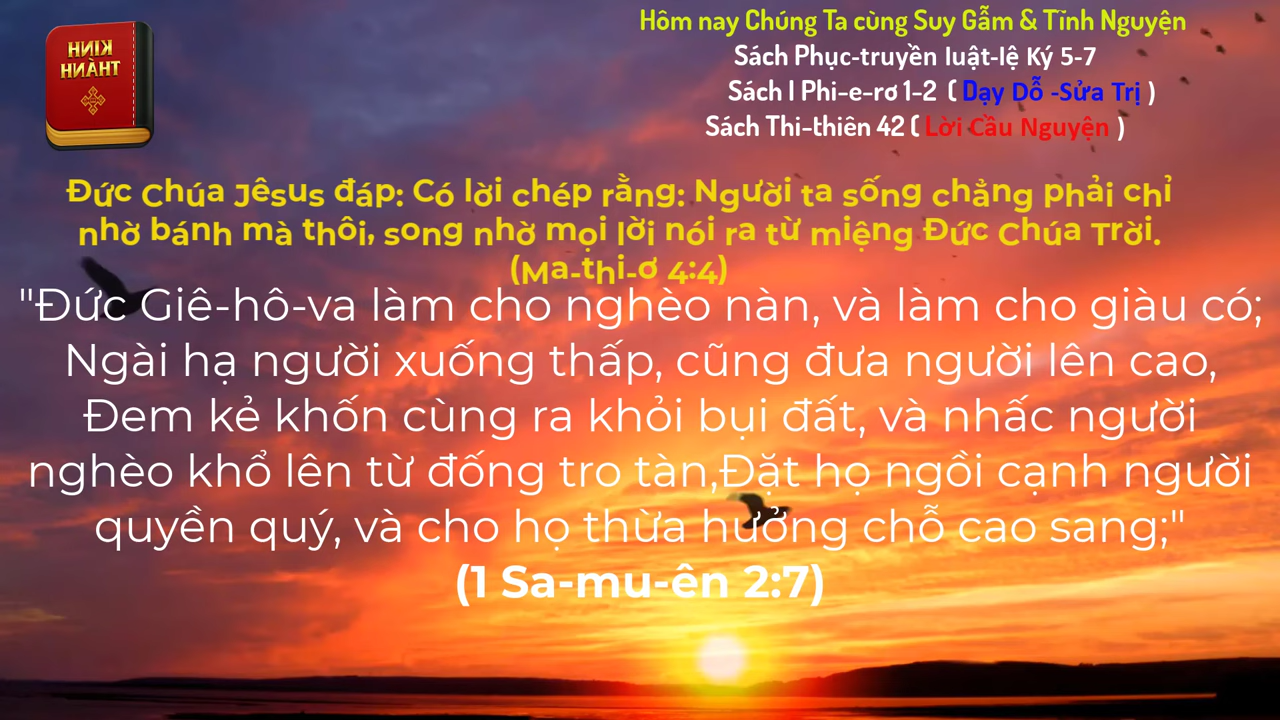 KINH
THÀNH
Hôm nay Chúng Ta cùng Suy Gẫm & Tĩnh Nguyện
Sách Phục-truyền luật-lệ Ký 5-7
Sách I Phi-e-rơ 1-2 ( Dạy Dỗ -Sửa Trị )
Sách Thi-thiên 42 ( Lời Cầu Nguyện )
Đức Chúa Jêsus đáp: Có lời chép rằng: Người ta sống chẳng phải chỉ
nhờ bánh mà thôi, song nhờ mọi lời nói ra từ miệng Đức Chúa Trời.
(Ma-thi-ơ 4:4)
"Đức Giê-hô-va làm cho nghèo nàn, và làm cho giàu có;
Ngài hạ người xuống thấp, cũng đưa người lên cao,
Đem kẻ khốn cùng ra khỏi bụi đất, và nhấc người
nghèo khổ lên từ đống tro tàn,Đặt họ ngồi cạnh người
quyền quý, và cho họ thừa hưởng chỗ cao sang;"
(1 Sa-mu-ên 2:7)